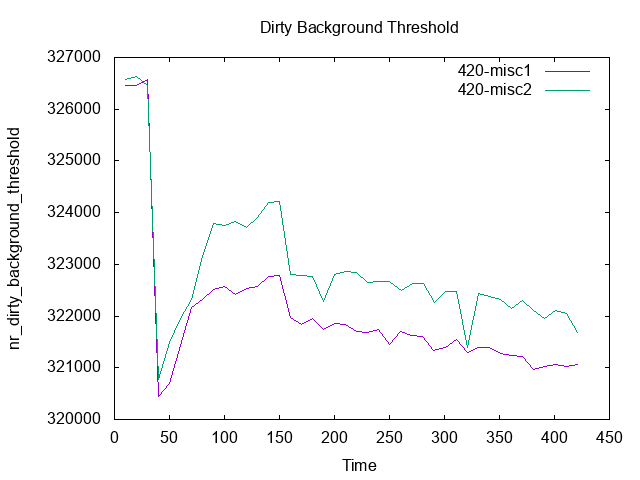 Dirty Background Threshold
420-misc1
420-misc2
nr_dirty_background_threshold
327000
326000
325000
324000
323000
322000
321000
320000
0 50 100 150 200 250 300 350 400 450
Time